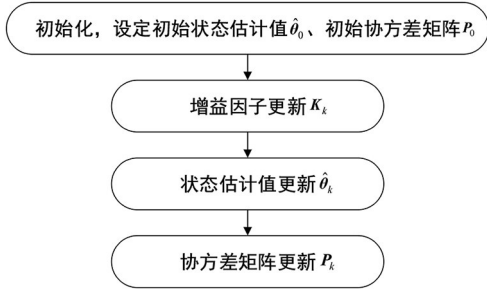 初始化，设定初始状态估计值θ̂₀、初始协方差矩阵P₀
增益因子更新Kₖ
状态估计值更新θ̂ₖ
协方差矩阵更新Pₖ